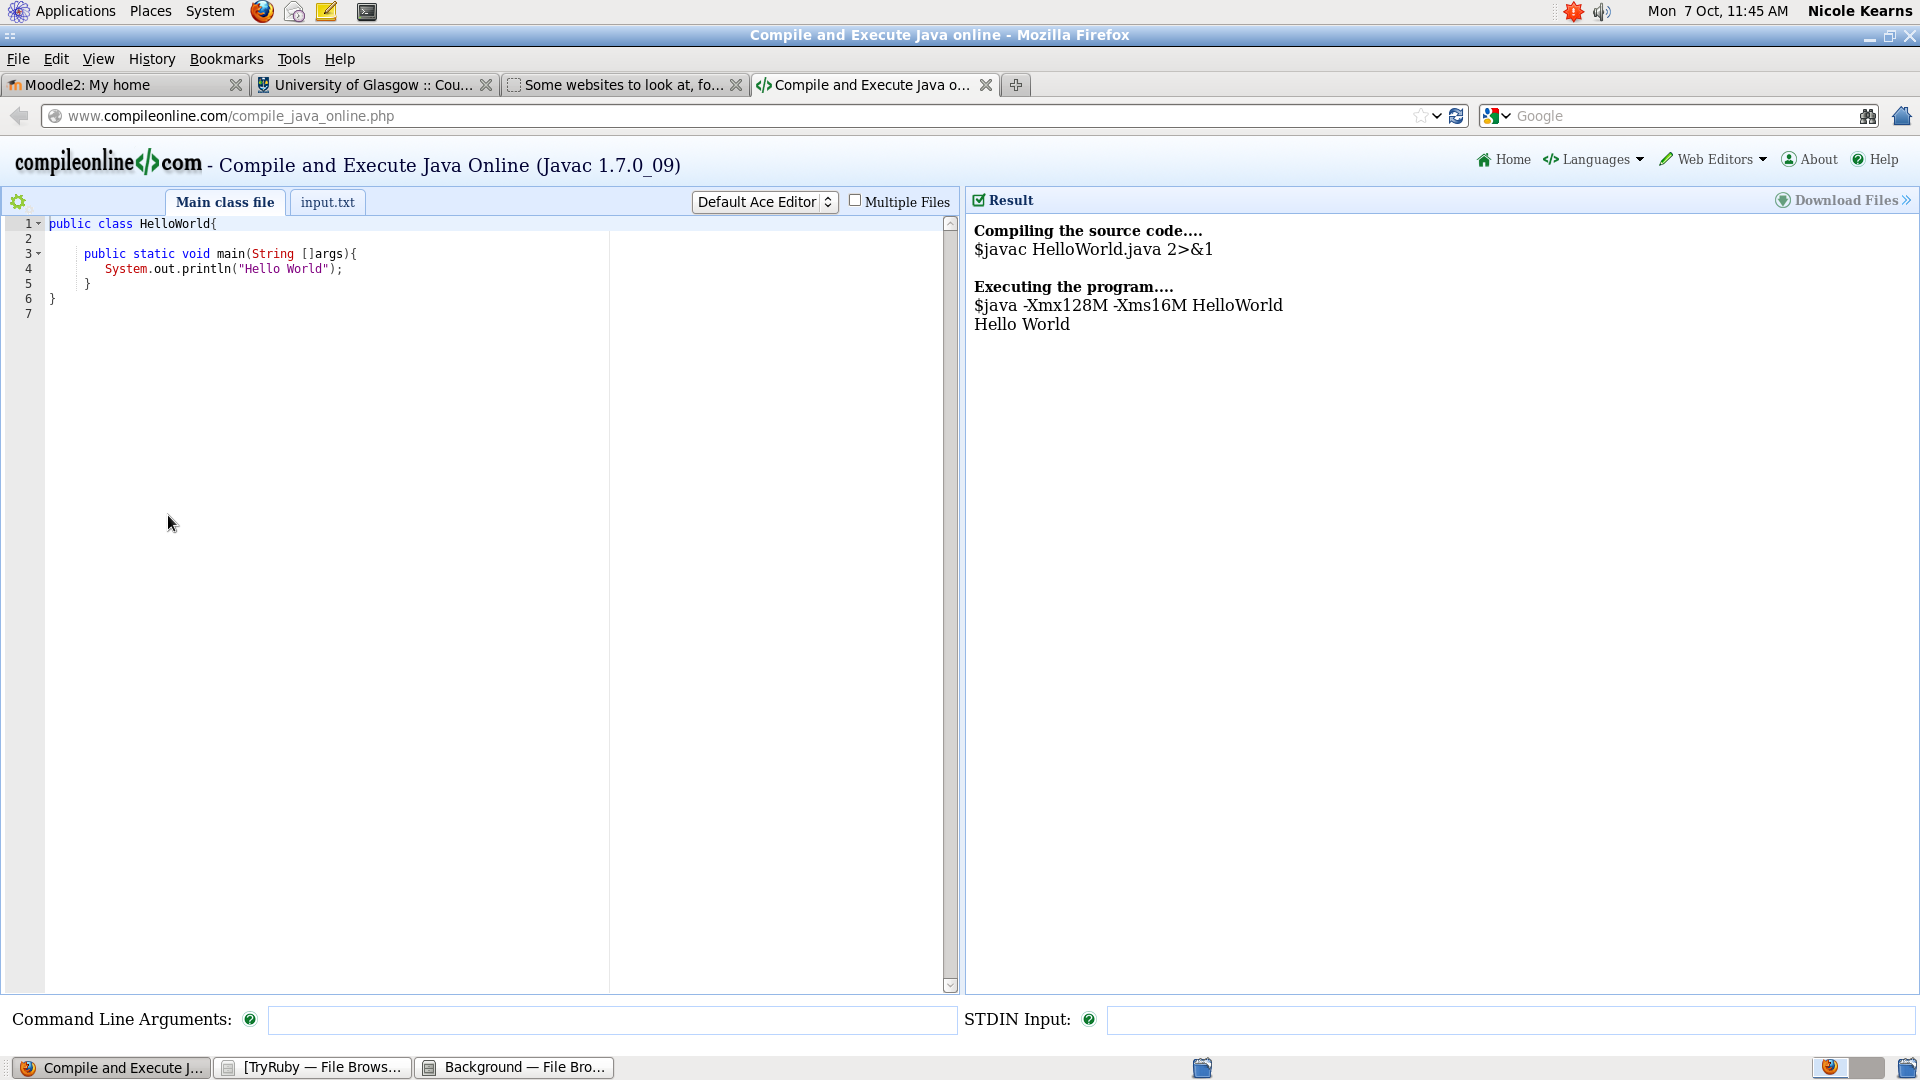 Applications Places System Mon 7 Oct, 11:45 AM Nicole Kearns
Compile and Execute Java online - Mozilla Firefox
File Edit View History Bookmarks Tools Help
Moodle2: My home University of Glasgow :: Cou... Some websites to look at, fo... Compile and Execute Java o...
www.compileonline.com/compile_java_online.php Google
compileonline</>com - Compile and Execute Java Online (Javac 1.7.0_09) Home Languages Web Editors About Help
Main class file input.txt Default Ace Editor Multiple Files
Result Download Files
1 public class HelloWorld{
2
3 public static void main(String []args){
4 System.out.println("Hello World");
5 }
6 }
7
Compiling the source code....
$javac HelloWorld.java 2>&1
Executing the program....
$java -Xmx128M -Xms16M HelloWorld
Hello World
Command Line Arguments: STDIN Input:
Compile and Execute J... [TryRuby — File Brows... Background — File Bro...